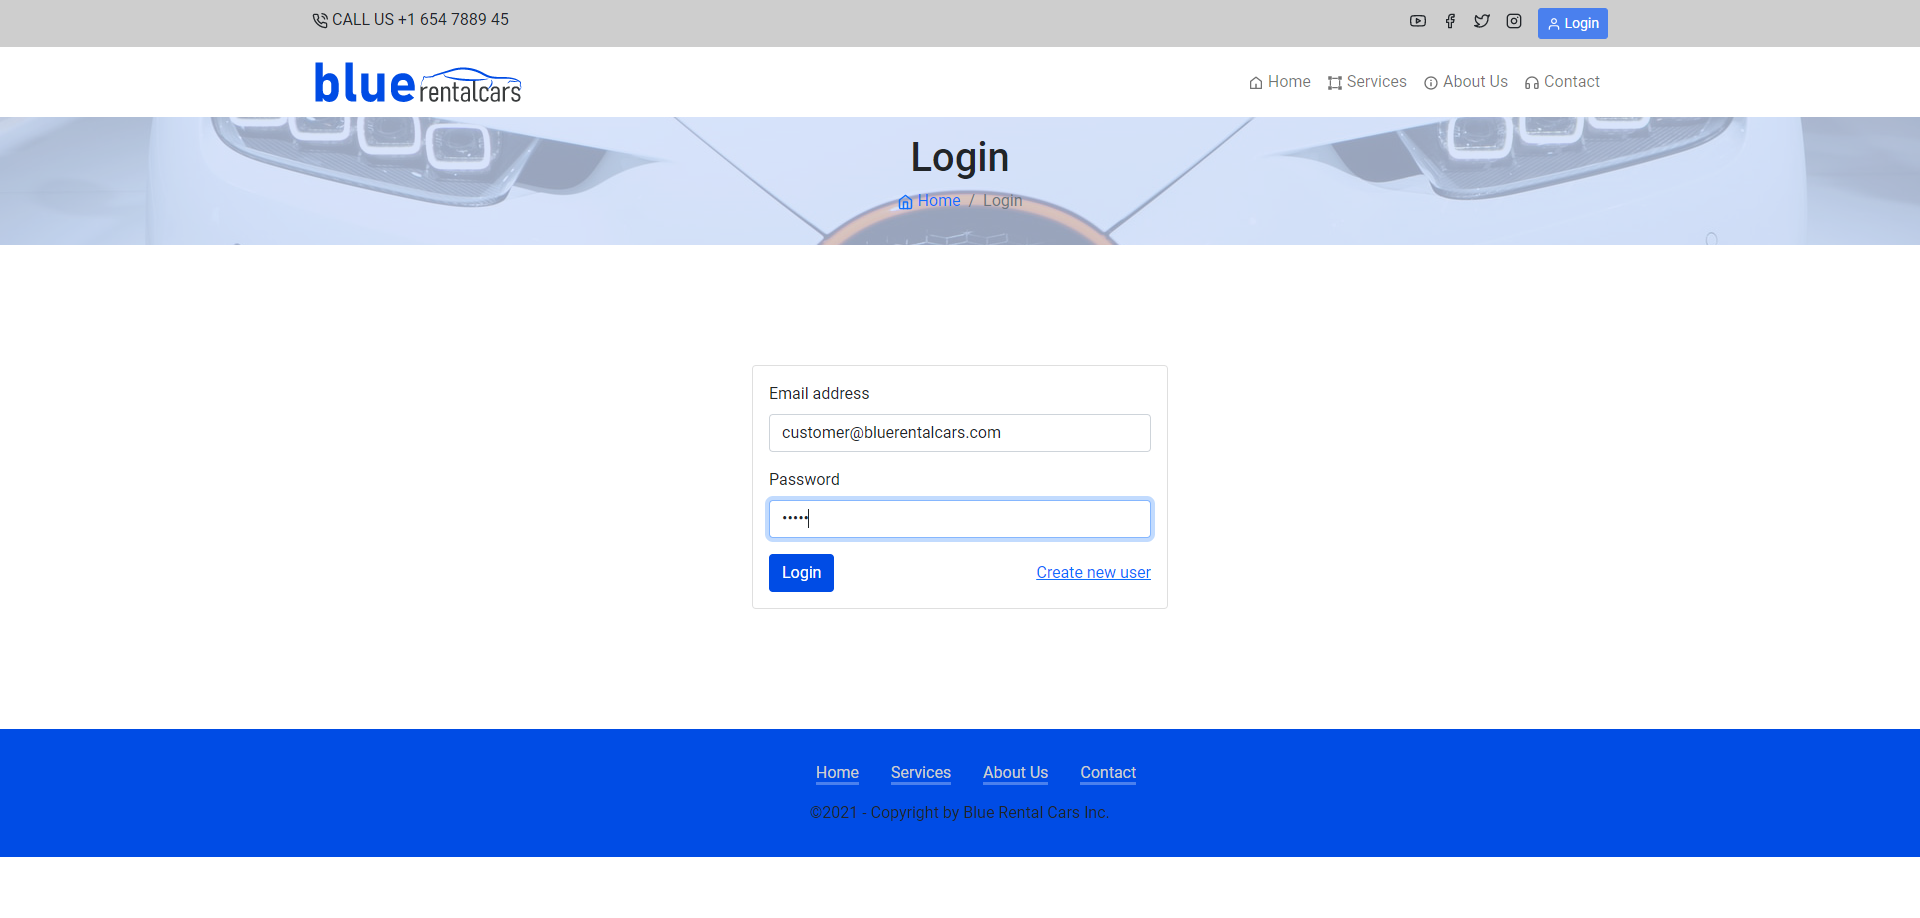 CALL US +1 654 7889 45
Login
blue rentalcars
Home Services About Us Contact
Login
Home / Login
Email address
customer@bluerentalcars.com
Password
•••••
Login Create new user
Home Services About Us Contact
©2021 - Copyright by Blue Rental Cars Inc.